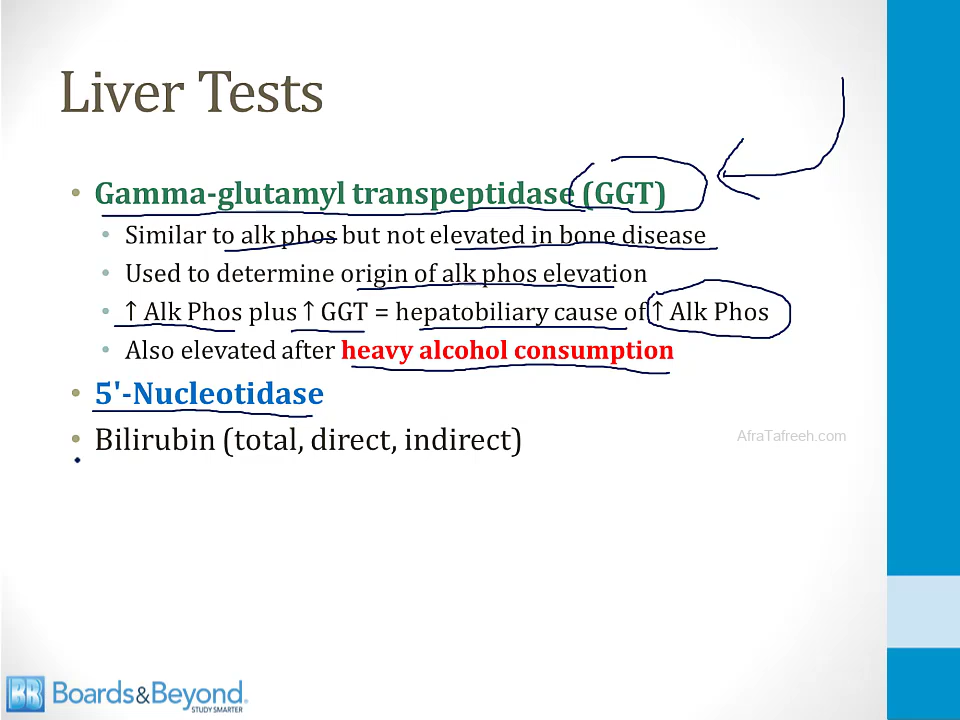 Liver Tests
• Gamma-glutamyl transpeptidase (GGT)
• Similar to alk phos but not elevated in bone disease
• Used to determine origin of alk phos elevation
• ↑ Alk Phos plus ↑ GGT = hepatobiliary cause of ↑ Alk Phos
• Also elevated after heavy alcohol consumption
• 5'-Nucleotidase
• Bilirubin (total, direct, indirect)
AfraTafreeh.com
BB Boards&Beyond.
STUDY SMARTER